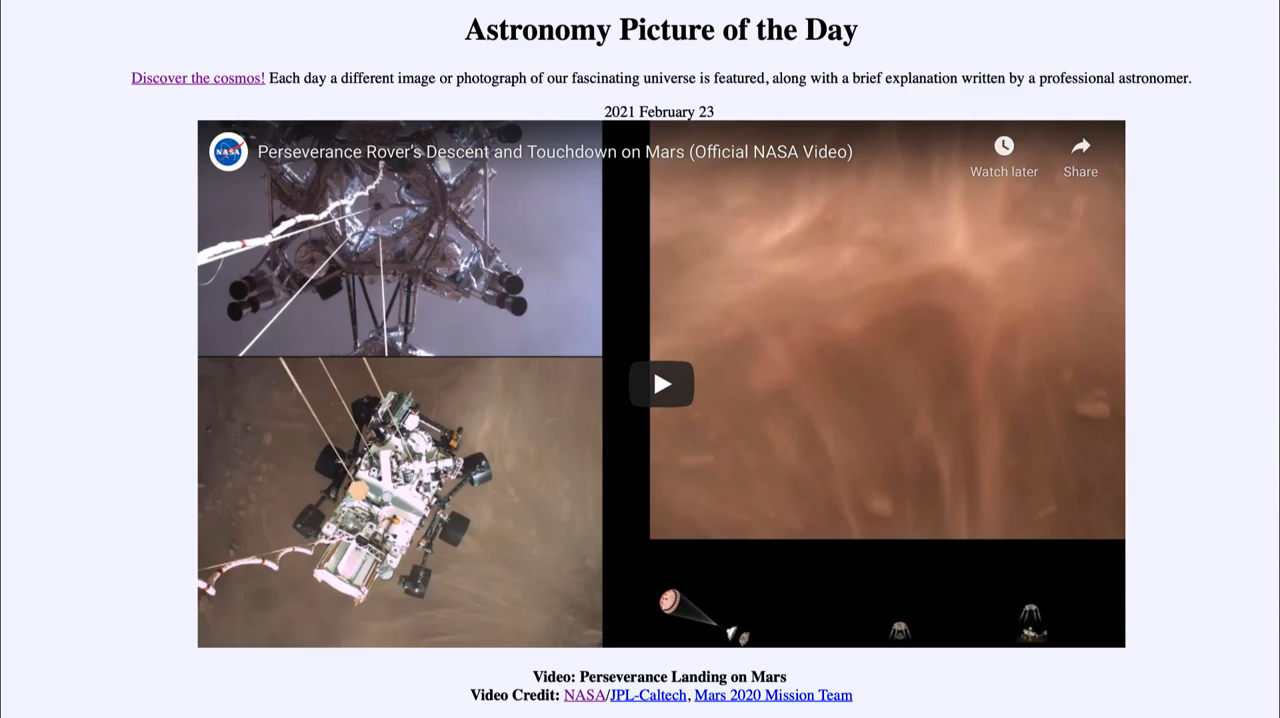 Astronomy Picture of the Day
Discover the cosmos! Each day a different image or photograph of our fascinating universe is featured, along with a brief explanation written by a professional astronomer.
2021 February 23
NASA
Perseverance Rover's Descent and Touchdown on Mars (Official NASA Video)
Watch later
Share
Video: Perseverance Landing on Mars
Video Credit: NASA/JPL-Caltech, Mars 2020 Mission Team